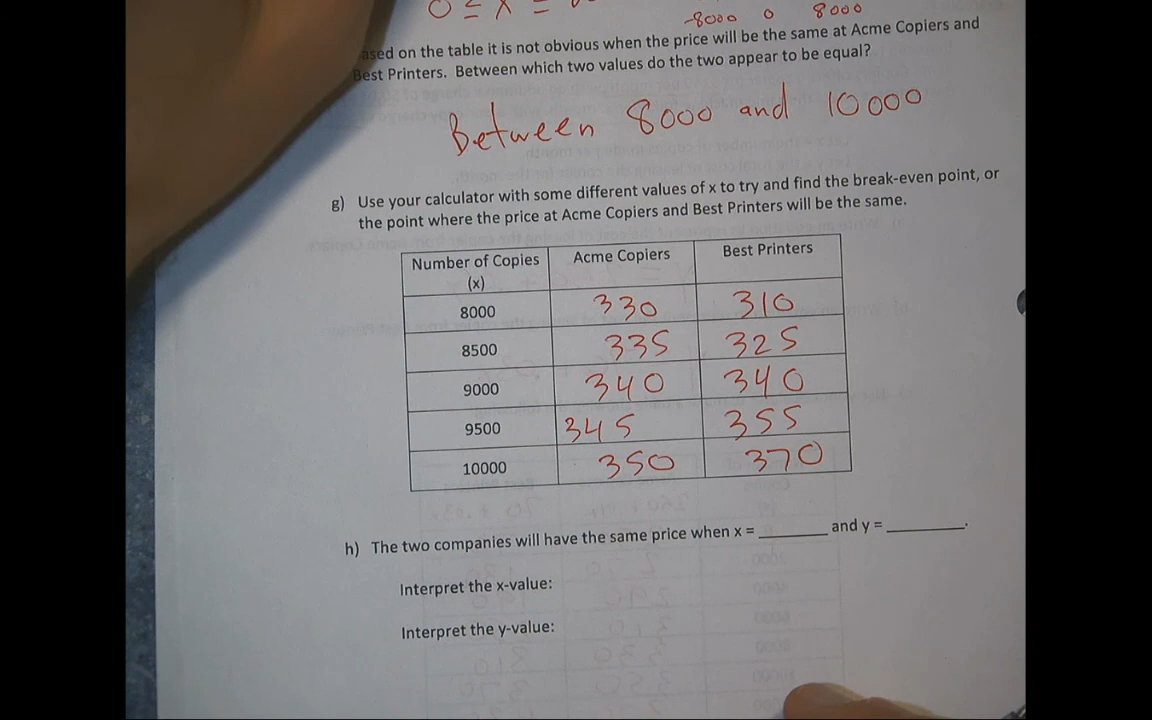 0 ≤ x ≤
-8000 0 8000
ased on the table it is not obvious when the price will be the same at Acme Copiers and
Best Printers. Between which two values do the two appear to be equal?
Between 8000 and 10000
g) Use your calculator with some different values of x to try and find the break-even point, or
the point where the price at Acme Copiers and Best Printers will be the same.
Number of Copies (x) Acme Copiers Best Printers
8000 330 310
8500 335 325
9000 340 340
9500 345 355
10000 350 370
h) The two companies will have the same price when x = ________ and y = _________.
Interpret the x-value:
Interpret the y-value: